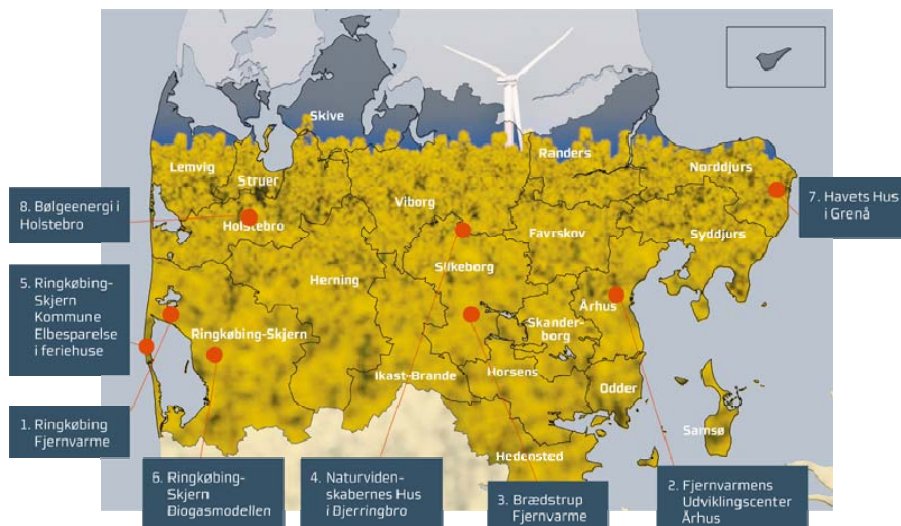 Skive
Lemvig
Struer
Randers
Norddjurs
8. Bølgeenergi i
Holstebro
Holstebro
Viborg
Favrskov
Syddjurs
7. Havets Hus
i Grenå
Silkeborg
Herning
5. Ringkøbing-
Skjern
Kommune
Elbesparelse
i feriehuse
Ringkøbing-Skjern
Århus
Skander-
borg
Ikast-Brande
Horsens
Odder
Samsø
Hedensted
1. Ringkøbing
Fjernvarme
6. Ringkøbing-
Skjern
Biogasmodellen
4. Naturviden-
skabernes Hus
i Bjerringbro
3. Brædstrup
Fjernvarme
2. Fjernvarmens
Udviklingscenter
Århus